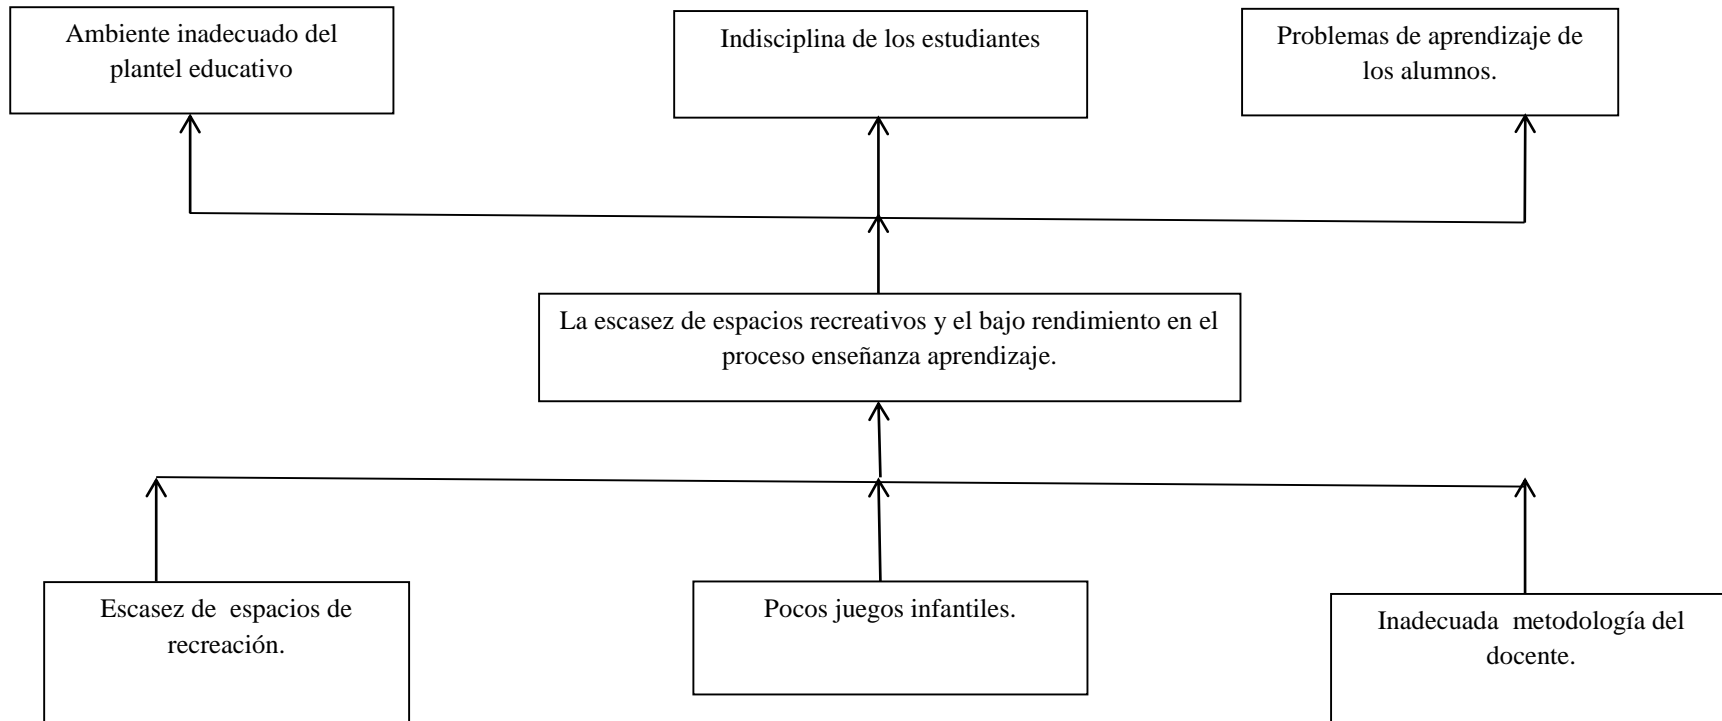 Ambiente inadecuado del
plantel educativo
Indisciplina de los estudiantes
Problemas de aprendizaje de
los alumnos.
La escasez de espacios recreativos y el bajo rendimiento en el
proceso enseñanza aprendizaje.
Escasez de  espacios de
recreación.
Pocos juegos infantiles.
Inadecuada  metodología del
docente.